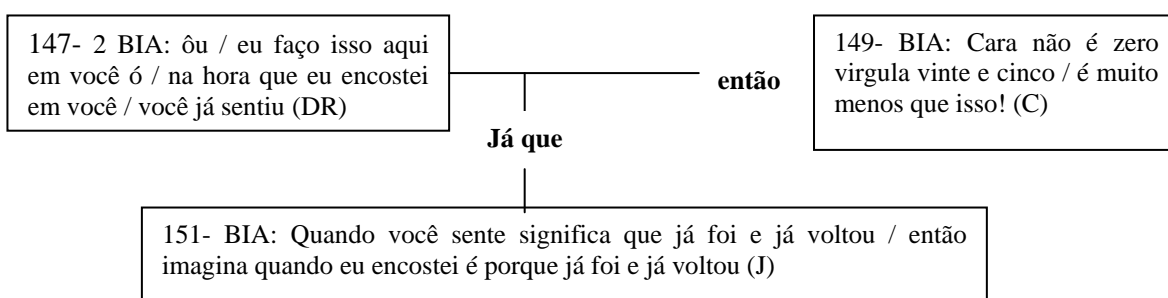 147- 2 BIA: ôu / eu faço isso aqui
em você ó / na hora que eu encostei
em você / você já sentiu (DR)
então
149- BIA: Cara não é zero
virgula vinte e cinco / é muito
menos que isso! (C)
Já que
151- BIA: Quando você sente significa que já foi e já voltou / então
imagina quando eu encostei é porque já foi e já voltou (J)